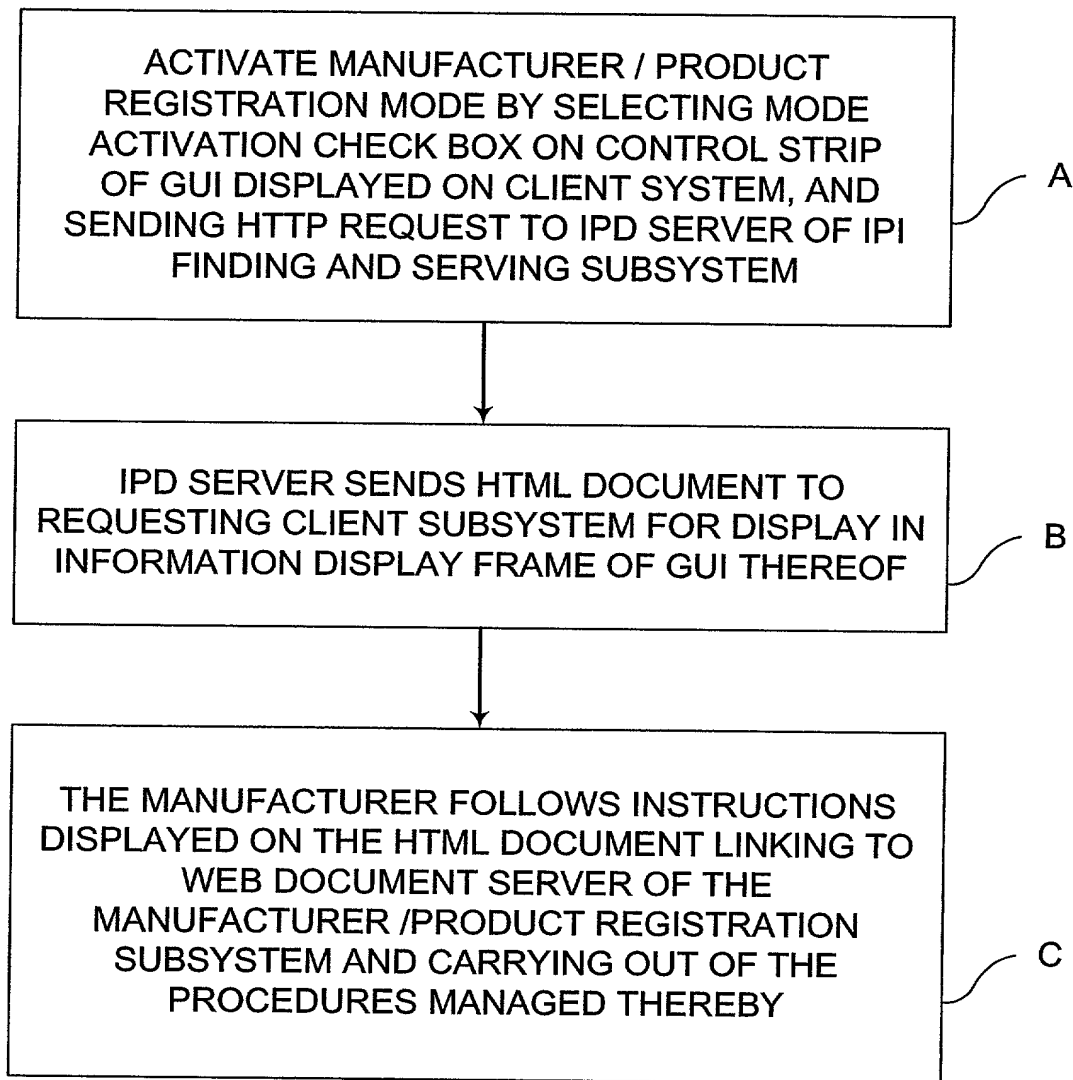 ACTIVATE MANUFACTURER / PRODUCT
REGISTRATION MODE BY SELECTING MODE
ACTIVATION CHECK BOX ON CONTROL STRIP
OF GUI DISPLAYED ON CLIENT SYSTEM, AND
SENDING HTTP REQUEST TO IPD SERVER OF IPI
FINDING AND SERVING SUBSYSTEM
A
IPD SERVER SENDS HTML DOCUMENT TO
REQUESTING CLIENT SUBSYSTEM FOR DISPLAY IN
INFORMATION DISPLAY FRAME OF GUI THEREOF
B
THE MANUFACTURER FOLLOWS INSTRUCTIONS
DISPLAYED ON THE HTML DOCUMENT LINKING TO
WEB DOCUMENT SERVER OF THE
MANUFACTURER /PRODUCT REGISTRATION
SUBSYSTEM AND CARRYING OUT OF THE
PROCEDURES MANAGED THEREBY
C